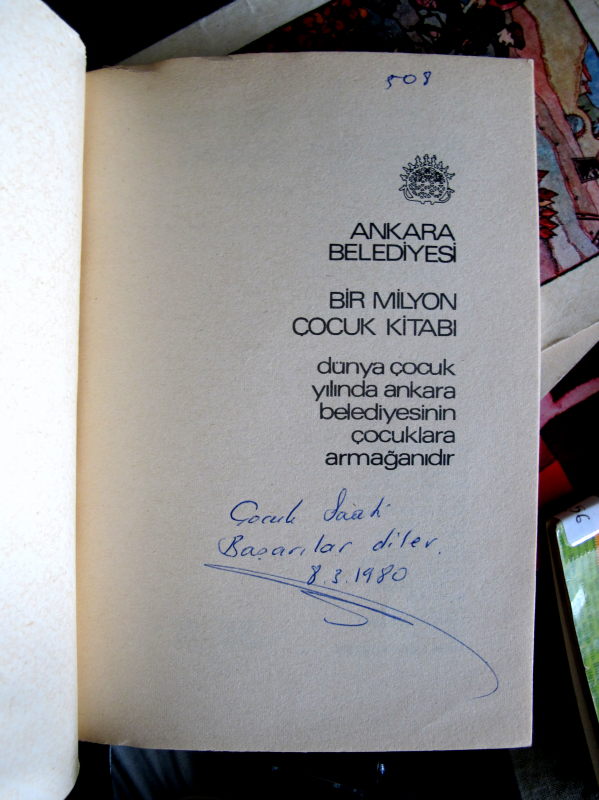 508
ANKARA
BELEDİYESİ
BİR MİLYON
ÇOCUK KİTABI
dünya çocuk
yılında ankara
belediyesinin
çocuklara
armağanıdır
Çocuk Saati
Başarılar diler.
8.3.1980